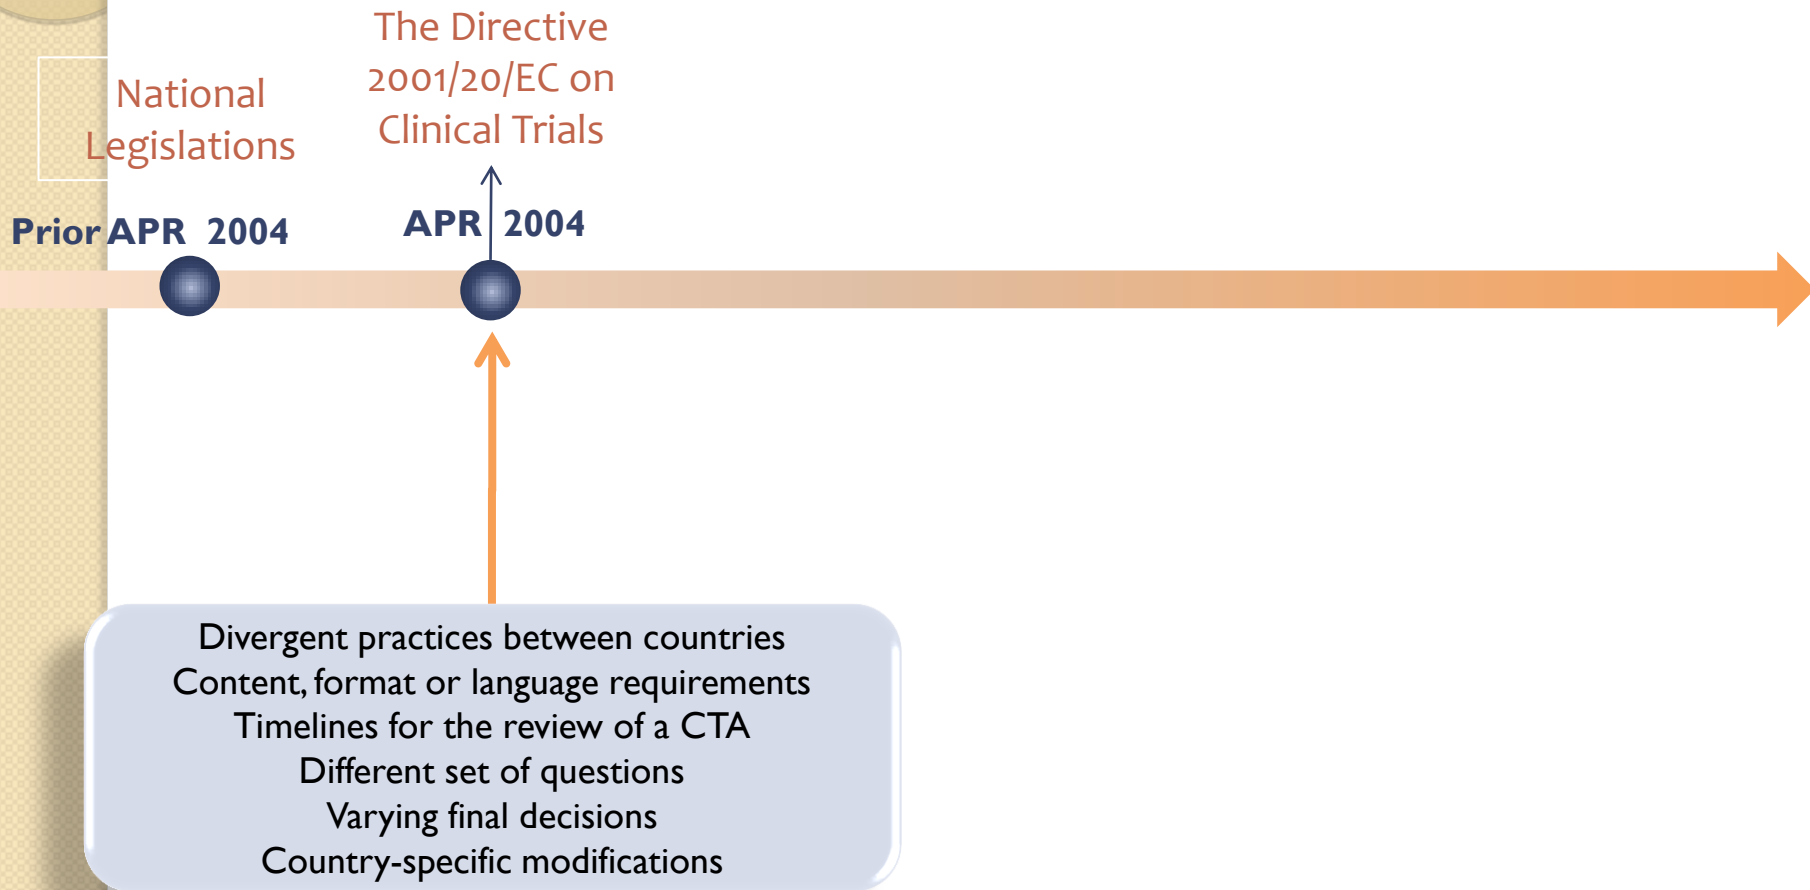 National
Legislations
Prior APR 2004
The Directive
2001/20/EC on
Clinical Trials
APR 2004
Divergent practices between countries
Content, format or language requirements
Timelines for the review of a CTA
Different set of questions
Varying final decisions
Country-specific modifications